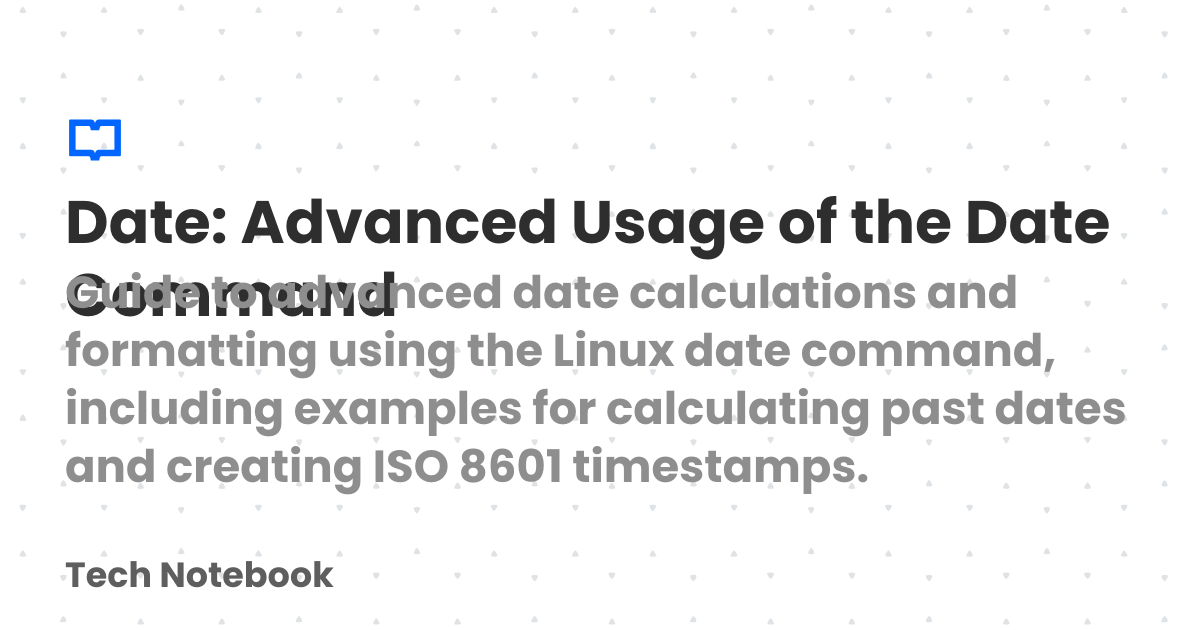 Date: Advanced Usage of the Date
Command
Guide to advanced date calculations and
formatting using the Linux date command,
including examples for calculating past dates
and creating ISO 8601 timestamps.
Tech Notebook